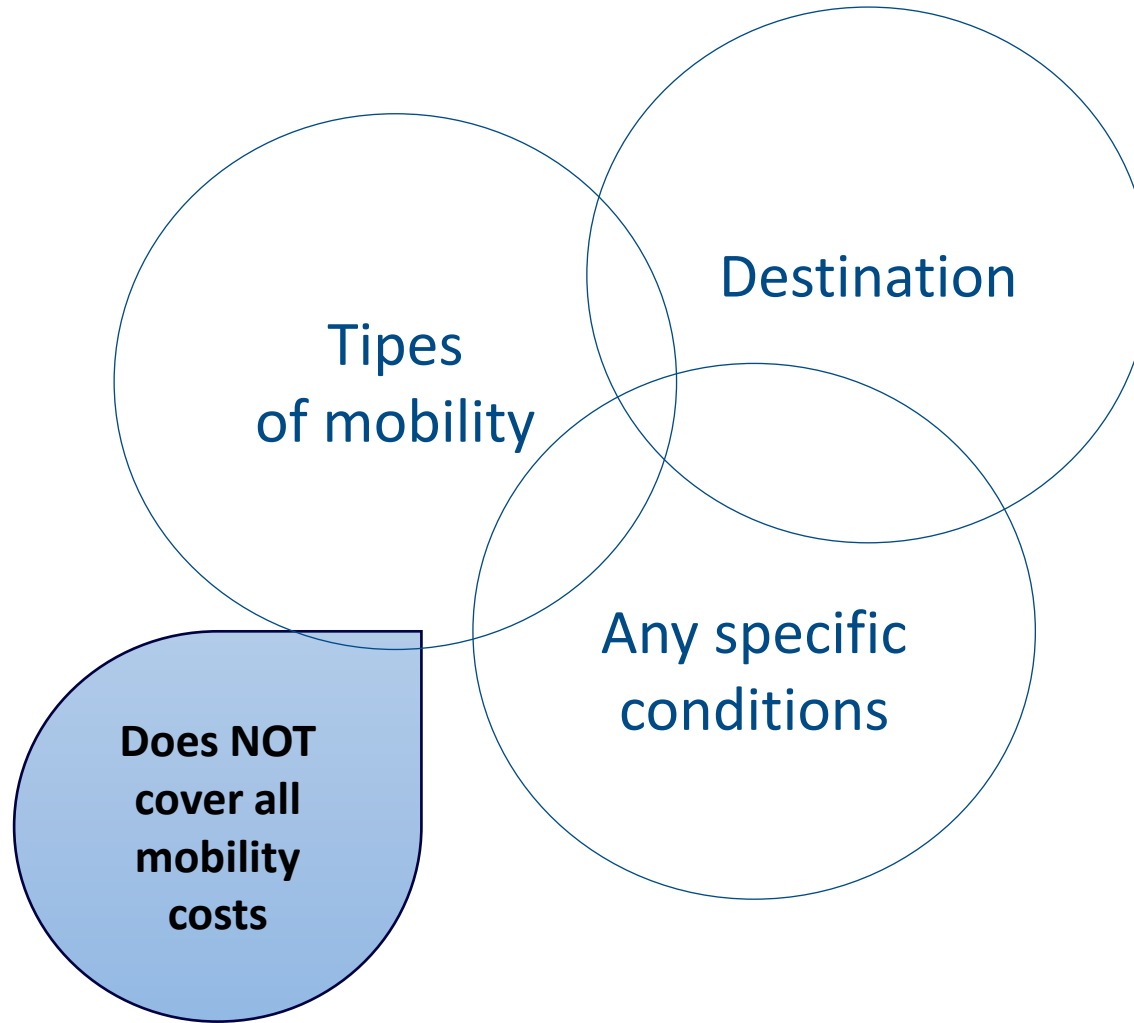 Destination
Tipes
of mobility
Any specific
conditions
Does NOT
cover all
mobility
costs